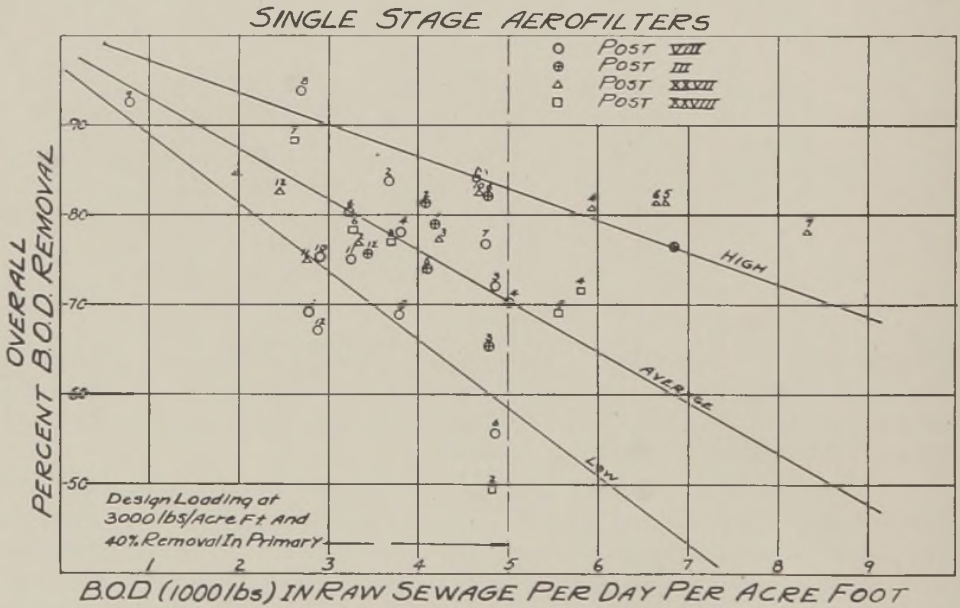 SINGLE STAGE AEROFILTERS
POST VIII
POST III
POST XXVII
POST XXVIII
OVERALL
PERCENT B.O.D. REMOVAL
90
80
70
60
50
HIGH
AVERAGE
LOW
Design Loading at
3000 lbs/Acre Ft And
40% Removal In Primary
1 2 3 4 5 6 7 8 9
B.O.D (1000 lbs) IN RAW SEWAGE PER DAY PER ACRE FOOT